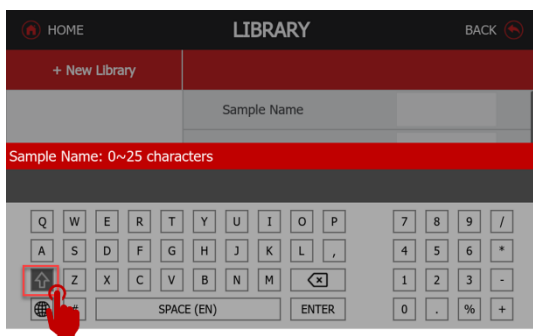 HOME LIBRARY BACK
+ New Library
Sample Name
Sample Name: 0~25 characters
Q W E R T Y U I O P 7 8 9 /
A S D F G H J K L , 4 5 6 *
Z X C V B N M 1 2 3 -
# SPACE (EN) ENTER 0 . % +